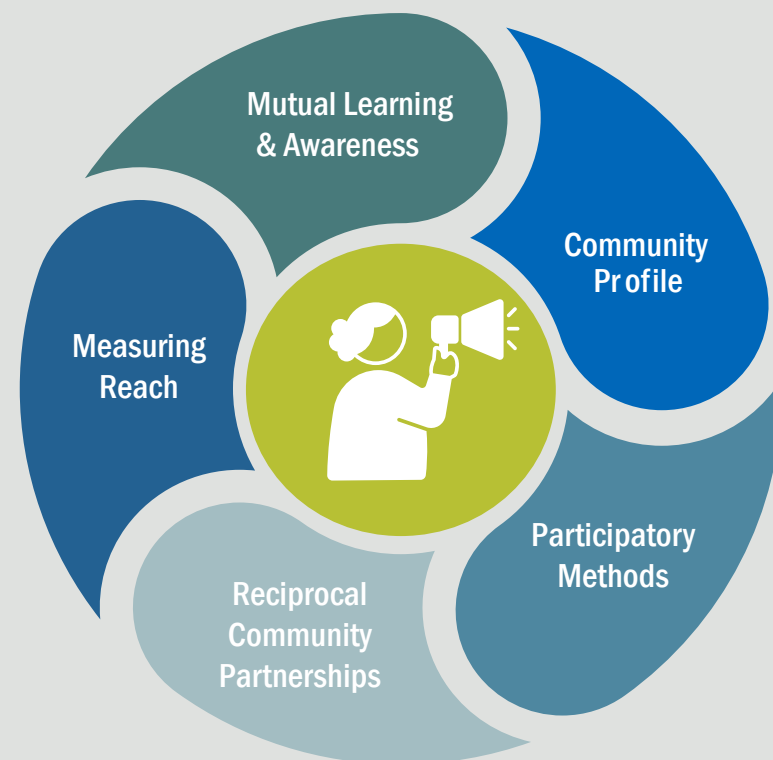 Mutual Learning
& Awareness
Community
Profile
Participatory
Methods
Reciprocal
Community
Partnerships
Measuring
Reach